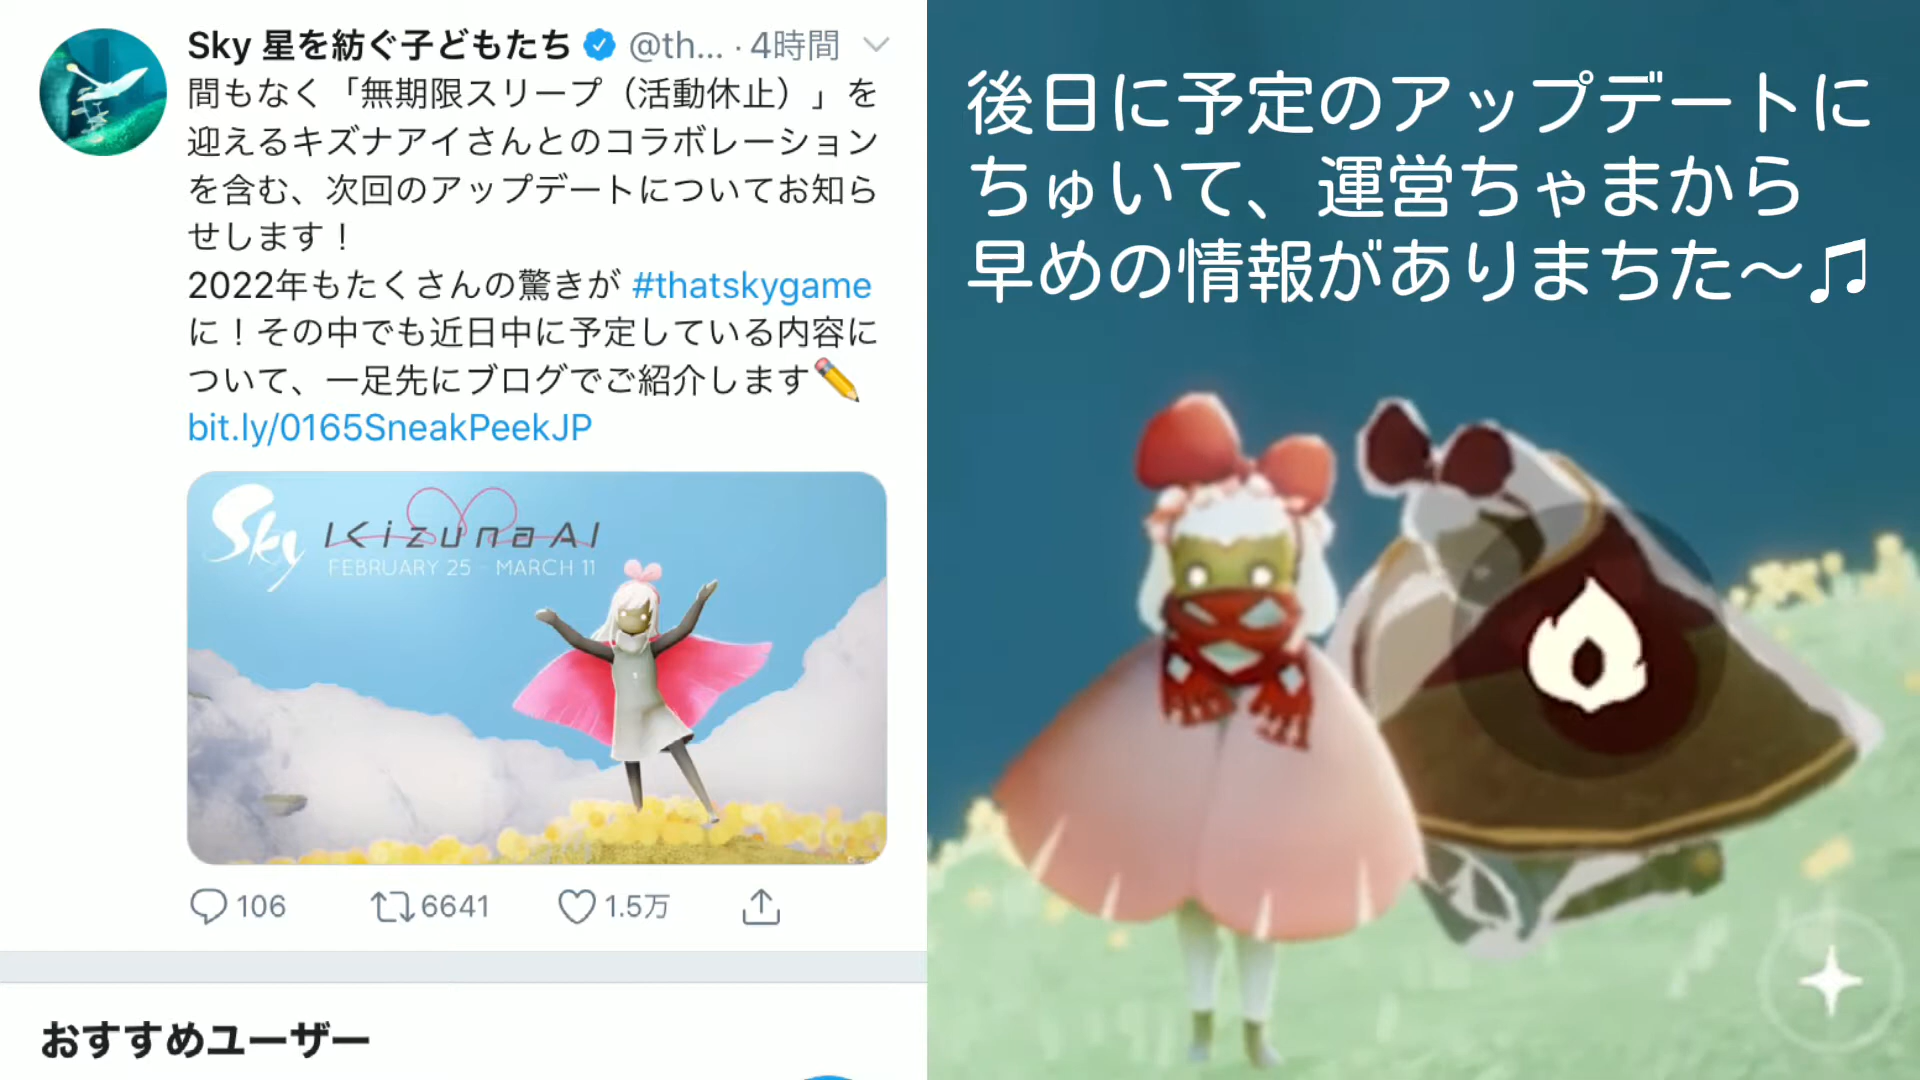 Sky 星を紡ぐ子どもたち @th... · 4時間
間もなく「無期限スリープ（活動休止）」を
迎えるキズナアイさんとのコラボレーション
を含む、次回のアップデートについてお知ら
せします！
2022年もたくさんの驚きが #thatskygame
に！その中でも近日中に予定している内容に
ついて、一足先にブログでご紹介します✏️
bit.ly/0165SneakPeekJP
Sky KizunaAI
FEBRUARY 25 - MARCH 11
106 6641 1.5万
おすすめユーザー
後日に予定のアップデートに
ちゅいて、運営ちゃまから
早めの情報がありまちた〜♫